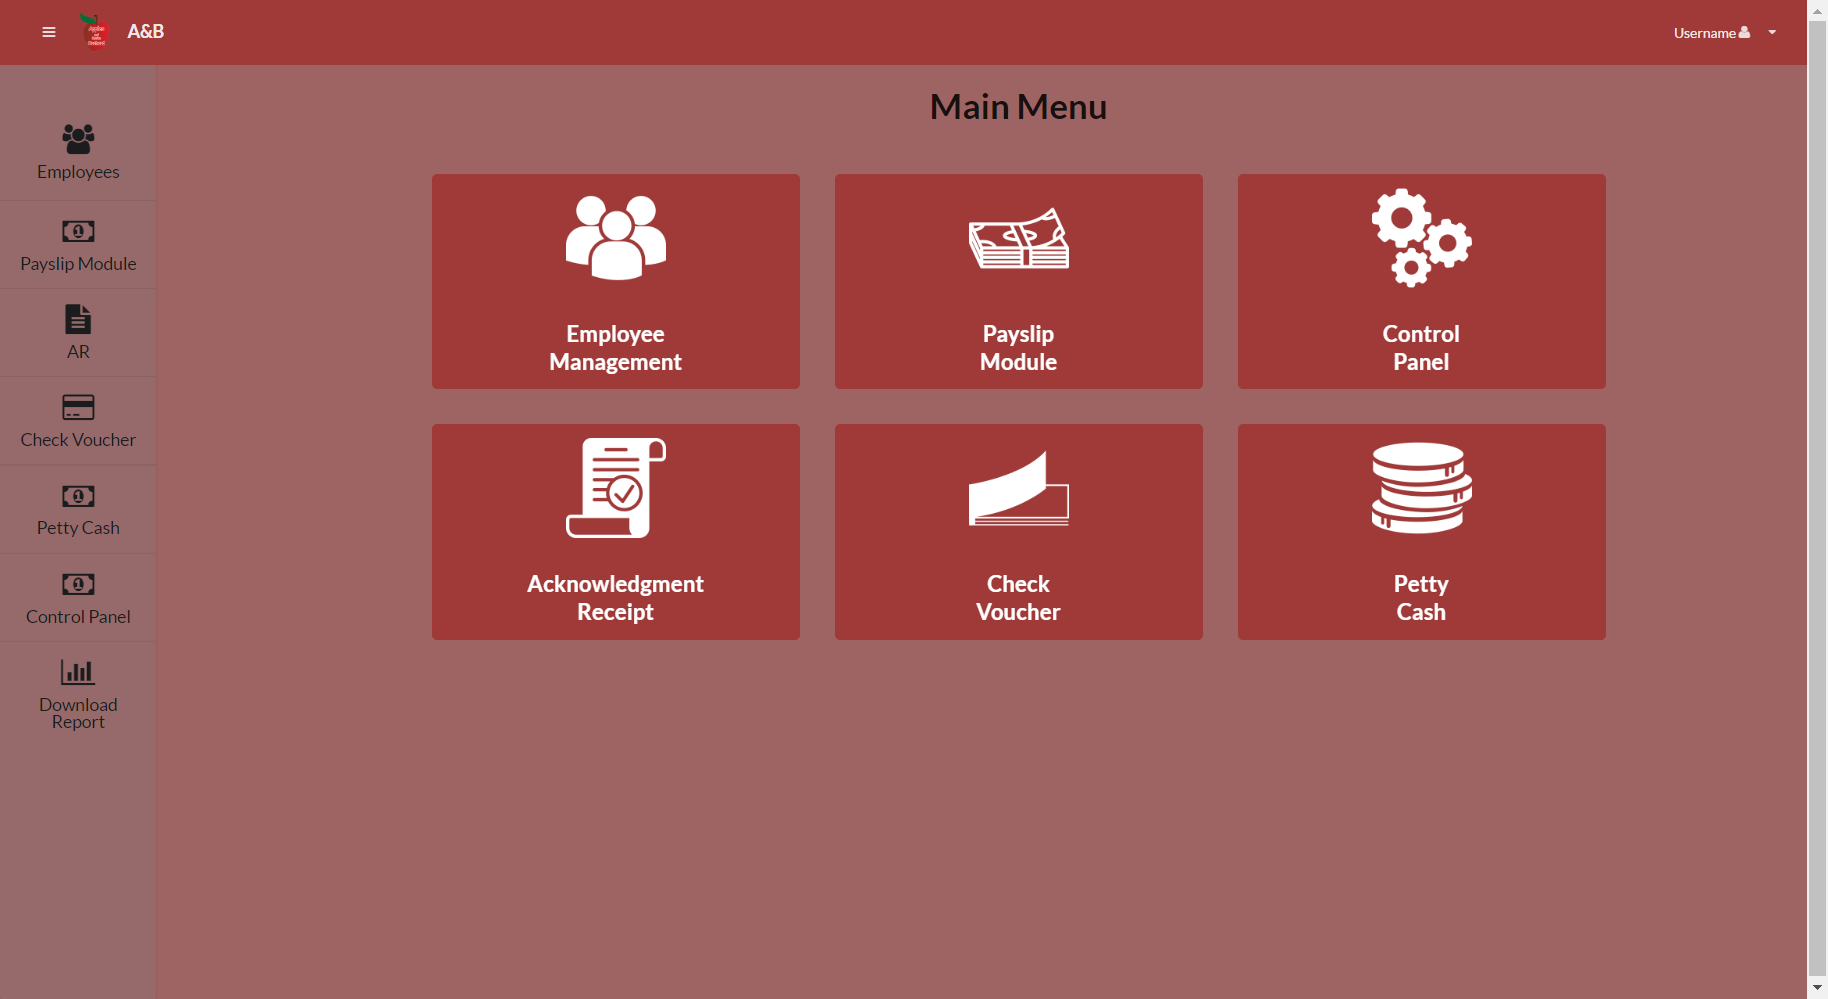 A&B
Username
Employees
Payslip Module
AR
Check Voucher
Petty Cash
Control Panel
Download
Report
Main Menu
Employee
Management
Payslip
Module
Control
Panel
Acknowledgment
Receipt
Check
Voucher
Petty
Cash